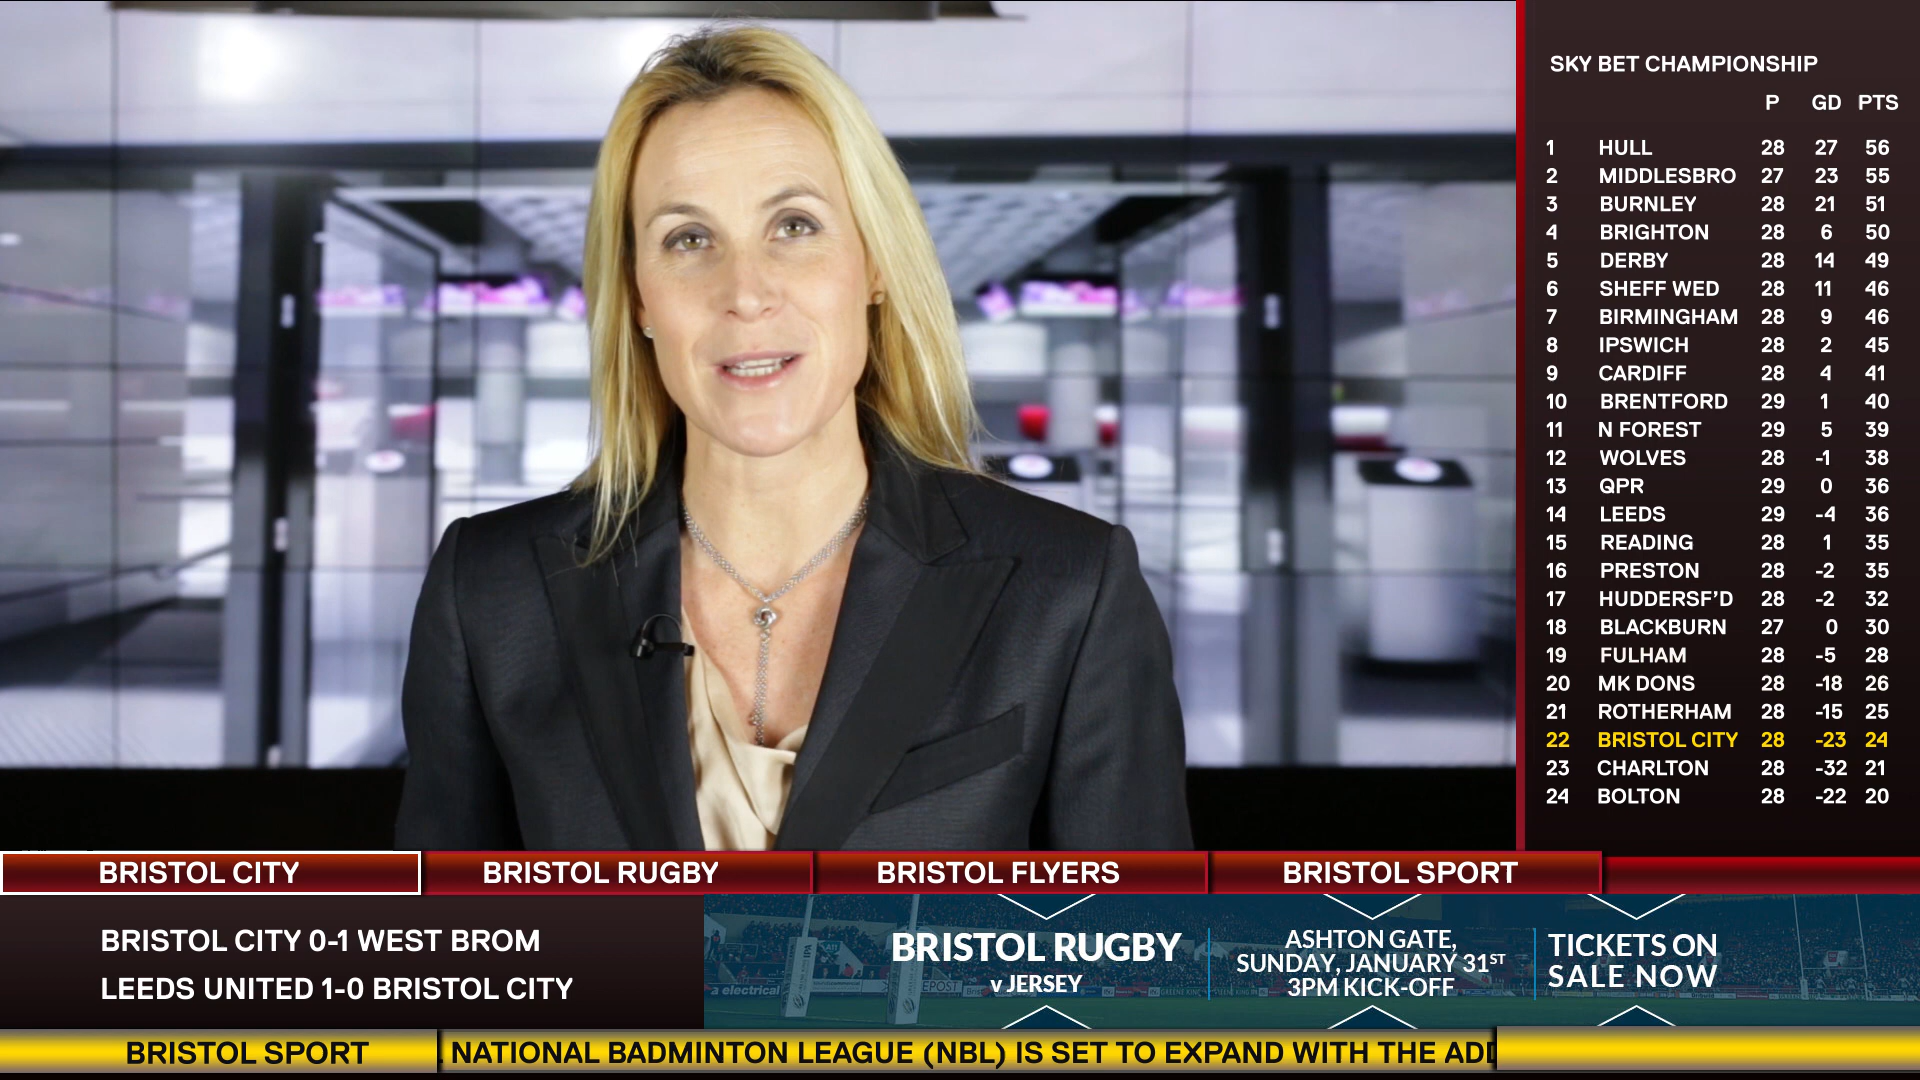 SKY BET CHAMPIONSHIP
P GD PTS
1 HULL 28 27 56
2 MIDDLESBRO 27 23 55
3 BURNLEY 28 21 51
4 BRIGHTON 28 6 50
5 DERBY 28 14 49
6 SHEFF WED 28 11 46
7 BIRMINGHAM 28 9 46
8 IPSWICH 28 2 45
9 CARDIFF 28 4 41
10 BRENTFORD 29 1 40
11 N FOREST 29 5 39
12 WOLVES 28 -1 38
13 QPR 29 0 36
14 LEEDS 29 -4 36
15 READING 28 1 35
16 PRESTON 28 -2 35
17 HUDDERSF'D 28 -2 32
18 BLACKBURN 27 0 30
19 FULHAM 28 -5 28
20 MK DONS 28 -18 26
21 ROTHERHAM 28 -15 25
22 BRISTOL CITY 28 -23 24
23 CHARLTON 28 -32 21
24 BOLTON 28 -22 20
BRISTOL CITY BRISTOL RUGBY BRISTOL FLYERS BRISTOL SPORT
BRISTOL CITY 0-1 WEST BROM
LEEDS UNITED 1-0 BRISTOL CITY
BRISTOL RUGBY
v JERSEY
ASHTON GATE,
SUNDAY, JANUARY 31ST
3PM KICK-OFF
TICKETS ON
SALE NOW
a electrical
BRISTOL SPORT NATIONAL BADMINTON LEAGUE (NBL) IS SET TO EXPAND WITH THE ADD